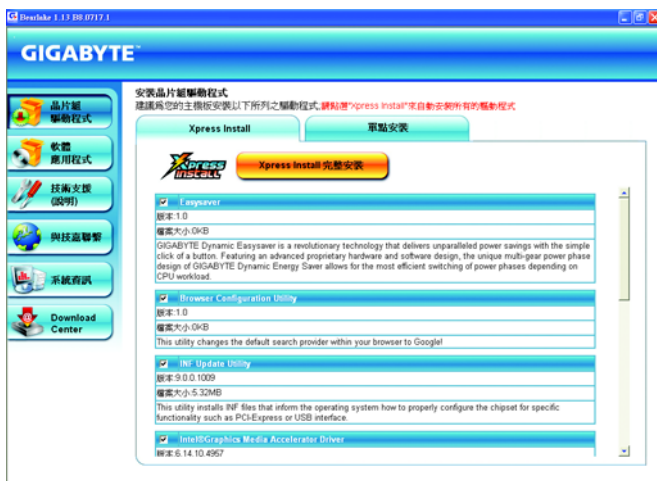 Bearlake 1.13 B8.0717.1
GIGABYTE™
晶片組
驅動程式
軟體
應用程式
技術支援
(說明)
與技嘉聯繫
系統資訊
Download
Center
安裝晶片組驅動程式
建議爲您的主機板安裝以下所列之驅動程式.請點選"Xpress Install"來自動安裝所有的驅動程式
Xpress Install
單點安裝
Xpress
INSTALL
Xpress Install 完整安裝
Easysaver
版本:1.0
檔案大小:0KB
GIGABYTE Dynamic Easysaver is a revolutionary technology that delivers unparalleled power savings with the simple
click of a button. Featuring an advanced proprietary hardware and software design, the unique multi-gear power phase
design of GIGABYTE Dynamic Energy Saver allows for the most efficient switching of power phases depending on
CPU workload.
Browser Configuration Utility
版本:1.0
檔案大小:0KB
This utility changes the default search provider within your browser to Google!
INF Update Utility
版本:9.0.0.1009
檔案大小:5.32MB
This utility installs INF files that inform the operating system how to properly configure the chipset for specific
functionality such as PCI-Express or USB interface.
Intel®Graphics Media Accelerator Driver
版本:6.14.10.4957